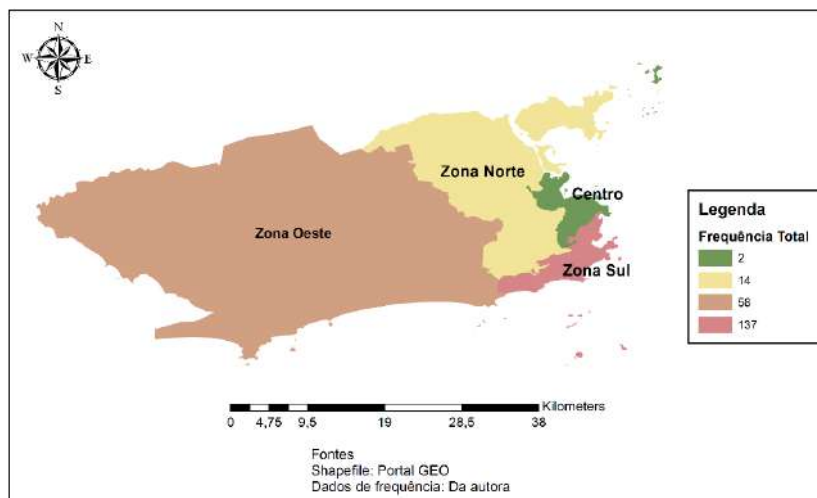 N
W E
S
Zona Norte
Centro
Zona Oeste
Zona Sul
Legenda
Frequência Total
2
14
58
137
Kilometers
0 4,75 9,5 19 28,5 38
Fontes
Shapefile: Portal GEO
Dados de frequência: Da autora